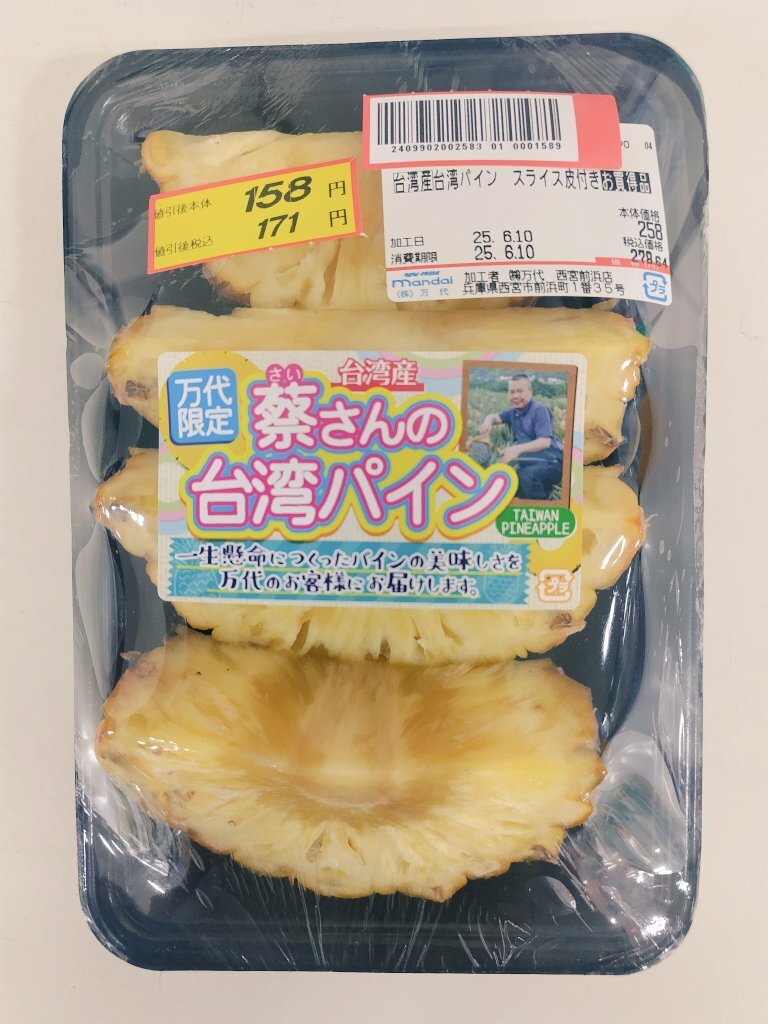 2409902002583 01 0001589
04
台湾産台湾パイン スライス皮付きお買得品
本体価格
258
税込価格
278.64
加工日 25. 6.10
消費期限 25. 6.10
mandai
(株)万代
加工者 ㈱万代 西宮前浜店
兵庫県西宮市前浜町1番35号
プラ
値引後本体 158 円
値引後税込 171 円
万代
限定
台湾産
さい
蔡さんの
台湾パイン
TAIWAN
PINEAPPLE
一生懸命につくったパインの美味しさを
万代のお客様にお届けします。
プラ